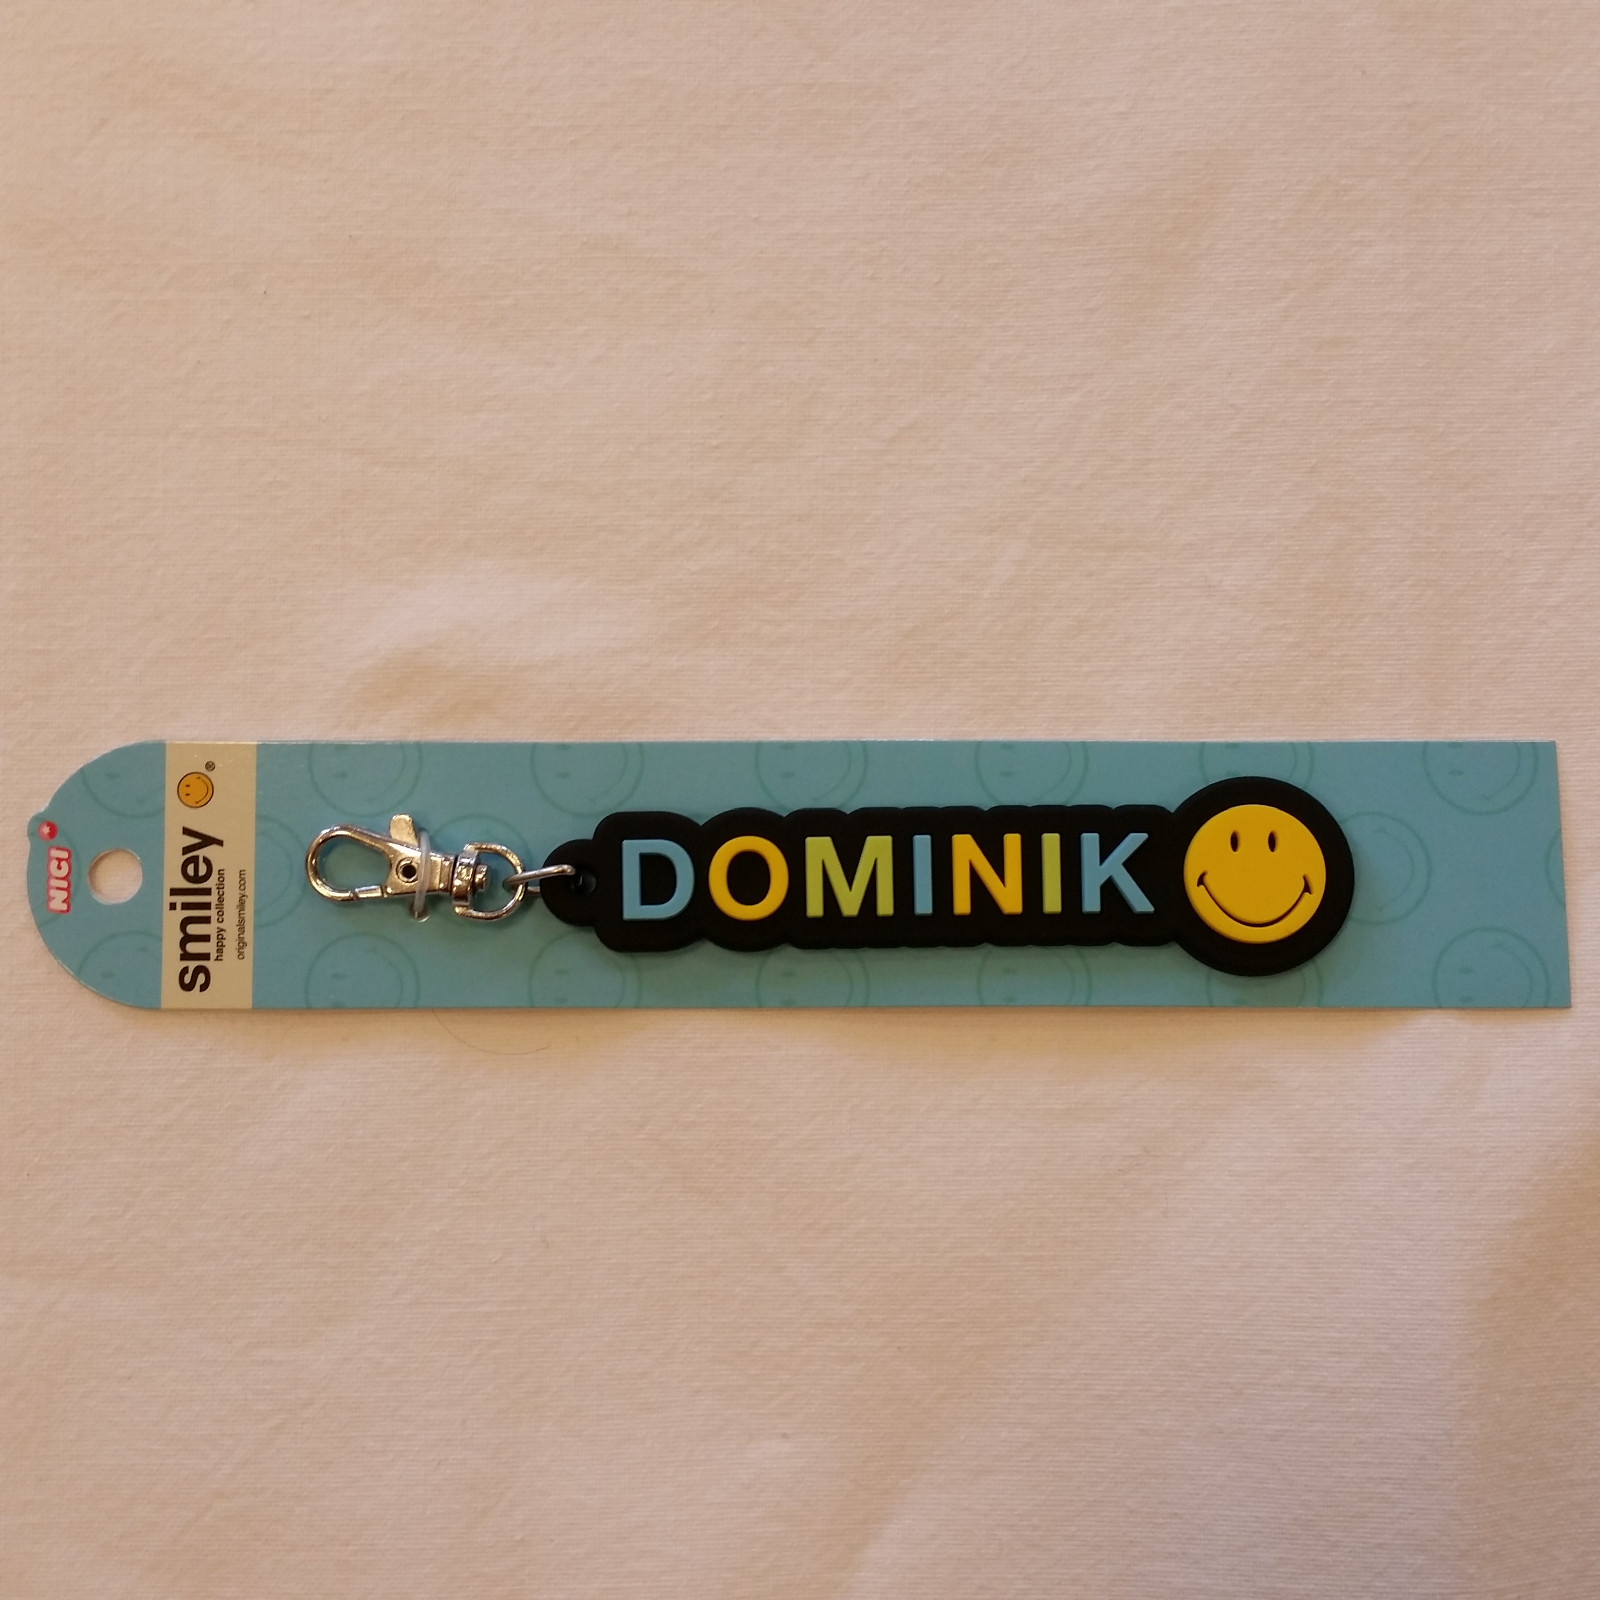 NICI
smiley ®
happy collection
originalsmiley.com
DOMINIK